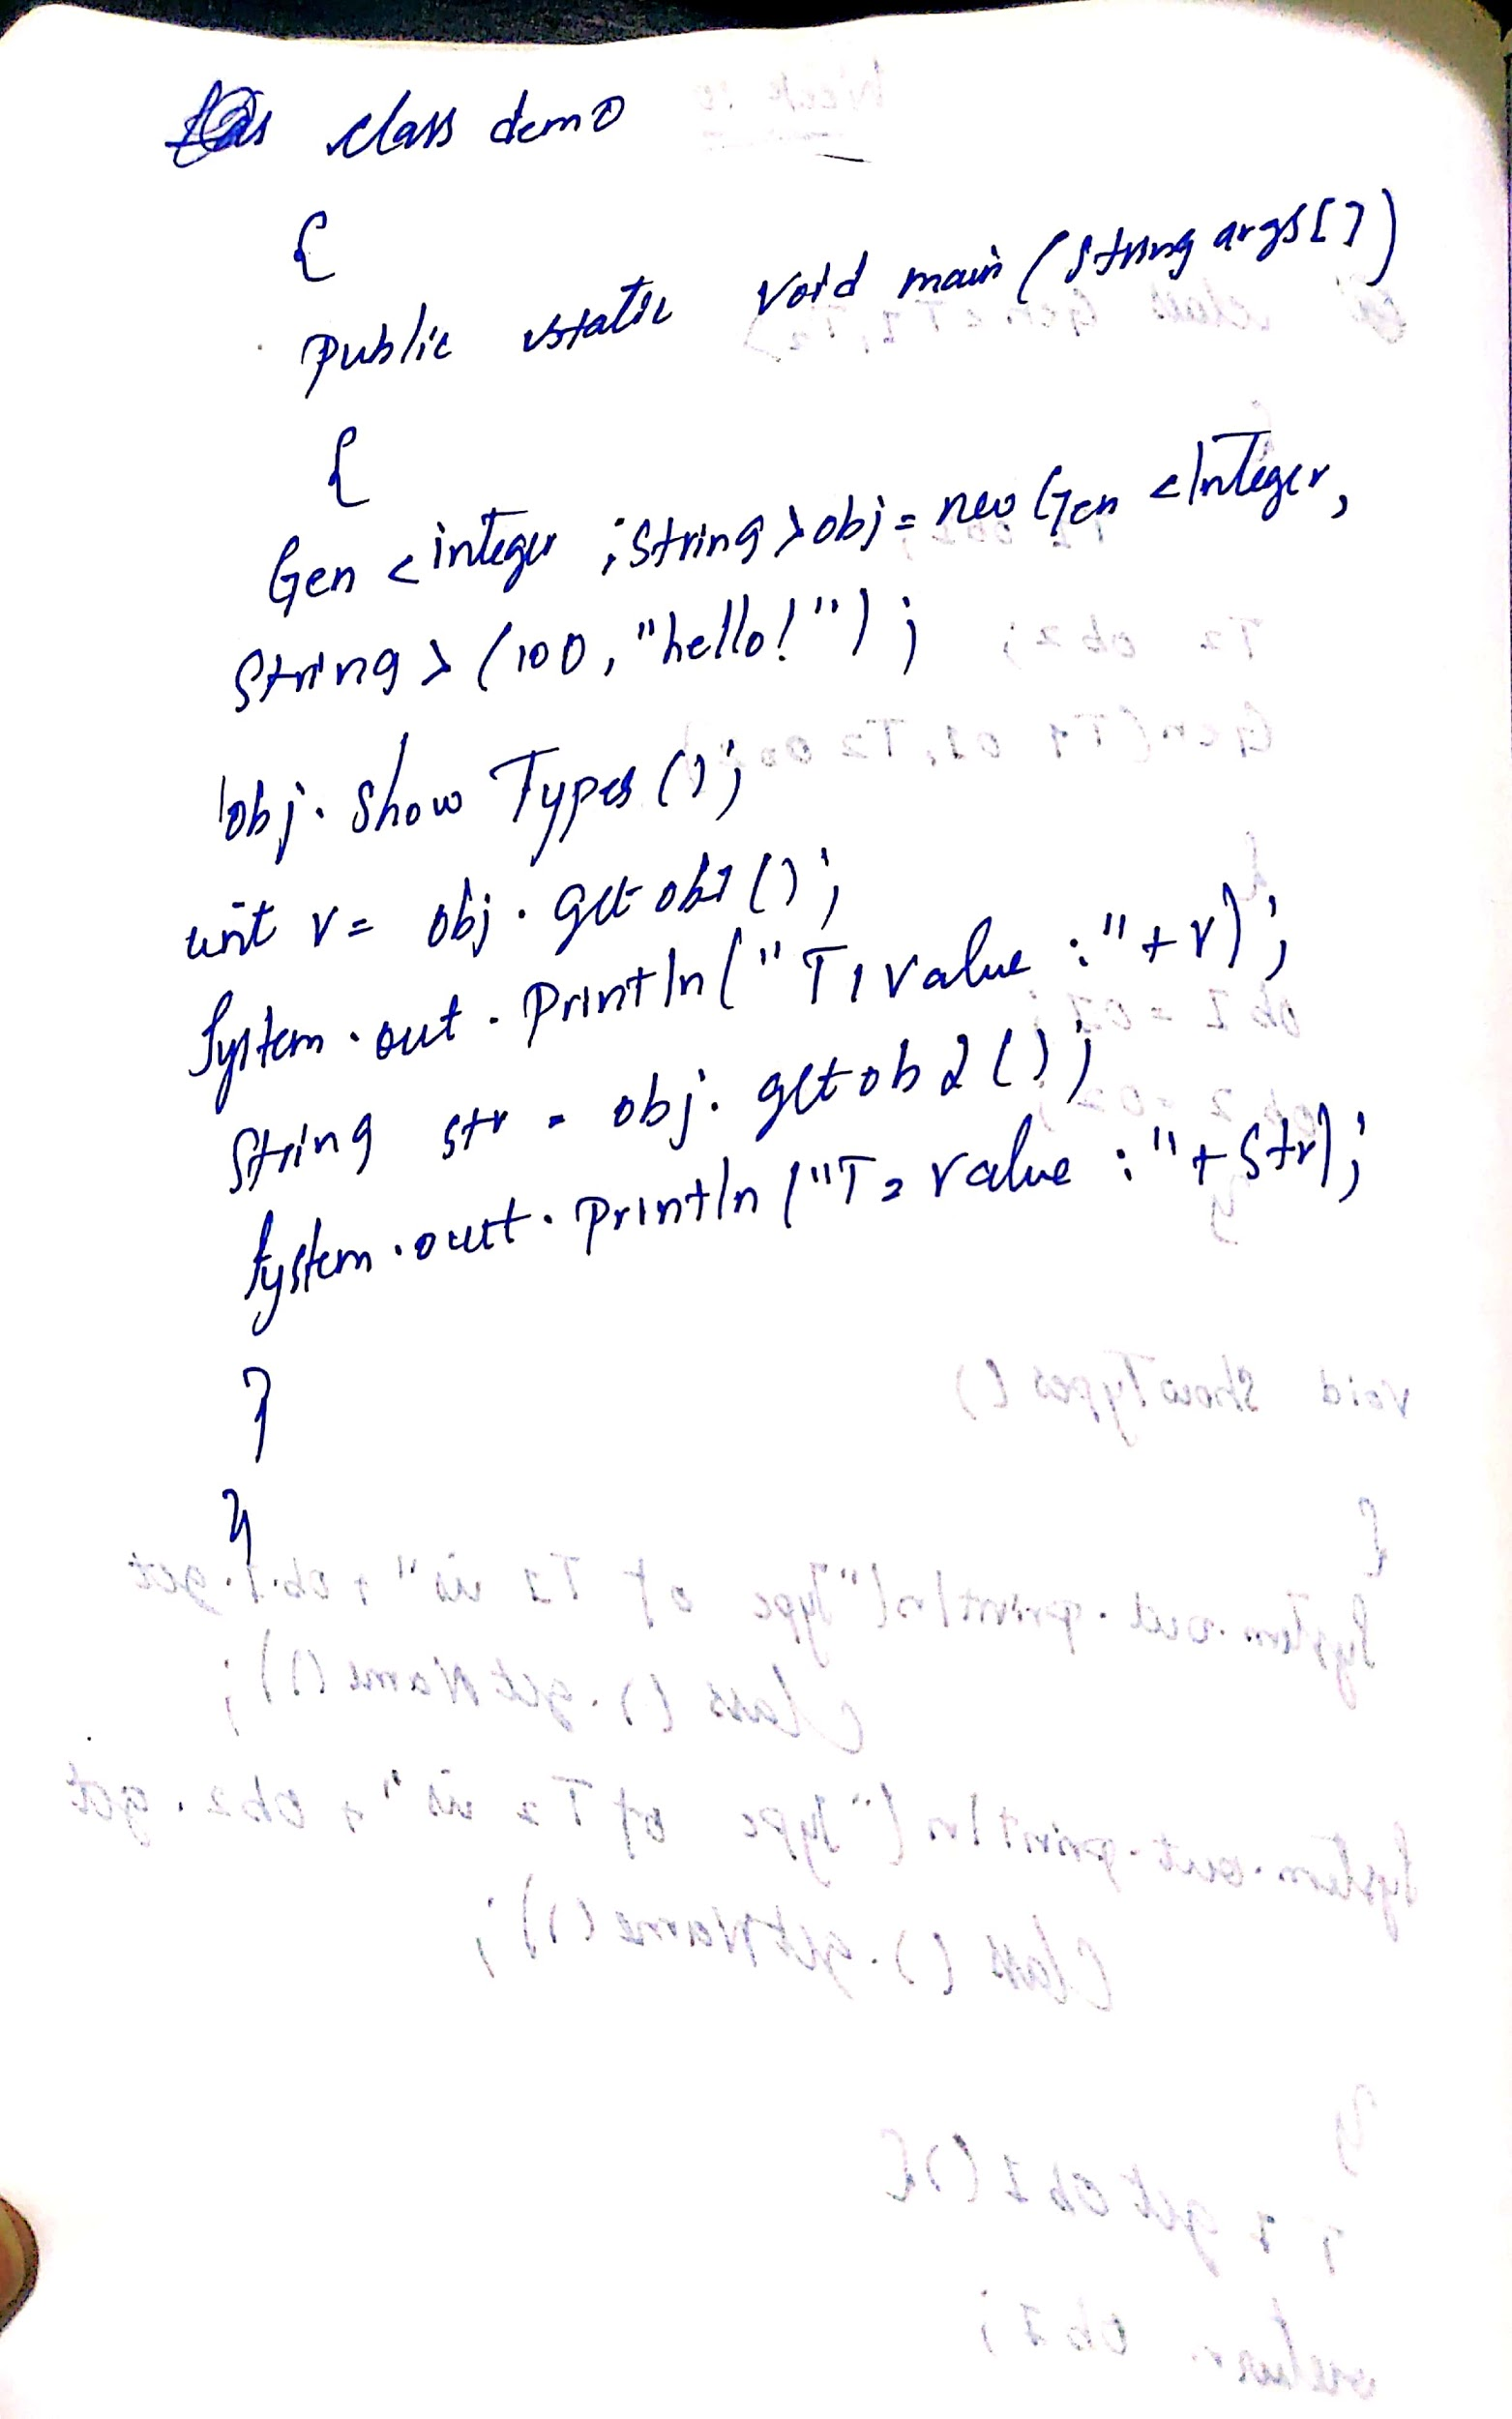 class demo
{
public static void main (String args[])
{
Gen <integer ; String> obj = new Gen <Integer,
String> (100, "hello!");
obj. Show Types ();
int v = obj. get ob1 ();
System.out.println("T1 value :"+v);
String str = obj. get ob2 ();
System.out.println("T2 value :"+str);
}
}